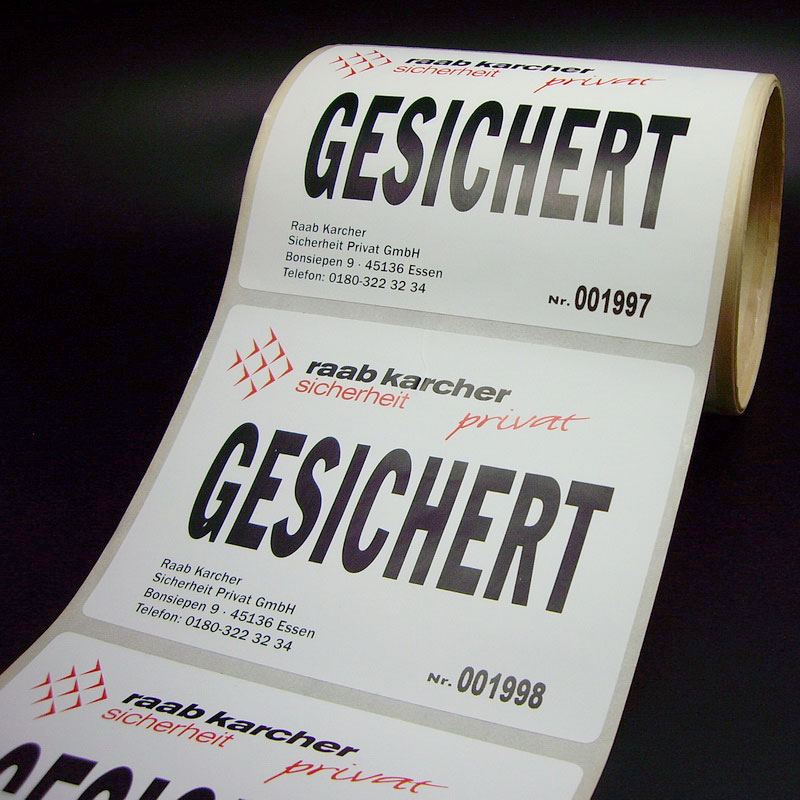 raab karcher
sicherheit
privat
GESICHERT
Raab Karcher
Sicherheit Privat GmbH
Bonsiepen 9 · 45136 Essen
Telefon: 0180-322 32 34
Nr. 001997
raab karcher
sicherheit
privat
GESICHERT
Raab Karcher
Sicherheit Privat GmbH
Bonsiepen 9 · 45136 Essen
Telefon: 0180-322 32 34
Nr. 001998
raab karcher
sicherheit
privat